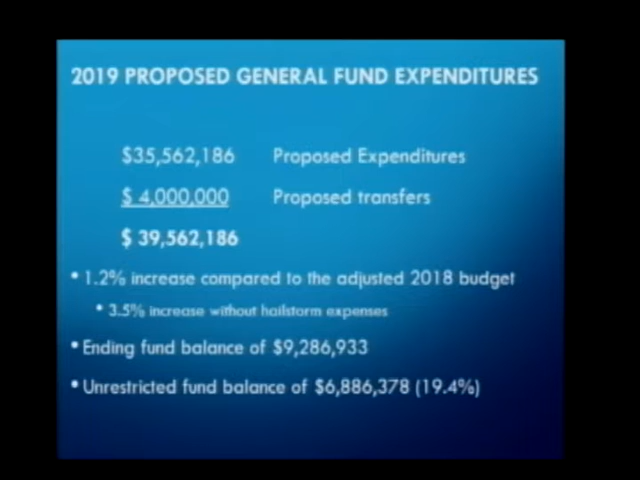 2019 PROPOSED GENERAL FUND EXPENDITURES
$35,562,186 Proposed Expenditures
$ 4,000,000 Proposed transfers
$ 39,562,186
• 1.2% increase compared to the adjusted 2018 budget
• 3.5% increase without hailstorm expenses
• Ending fund balance of $9,286,933
• Unrestricted fund balance of $6,886,378 (19.4%)